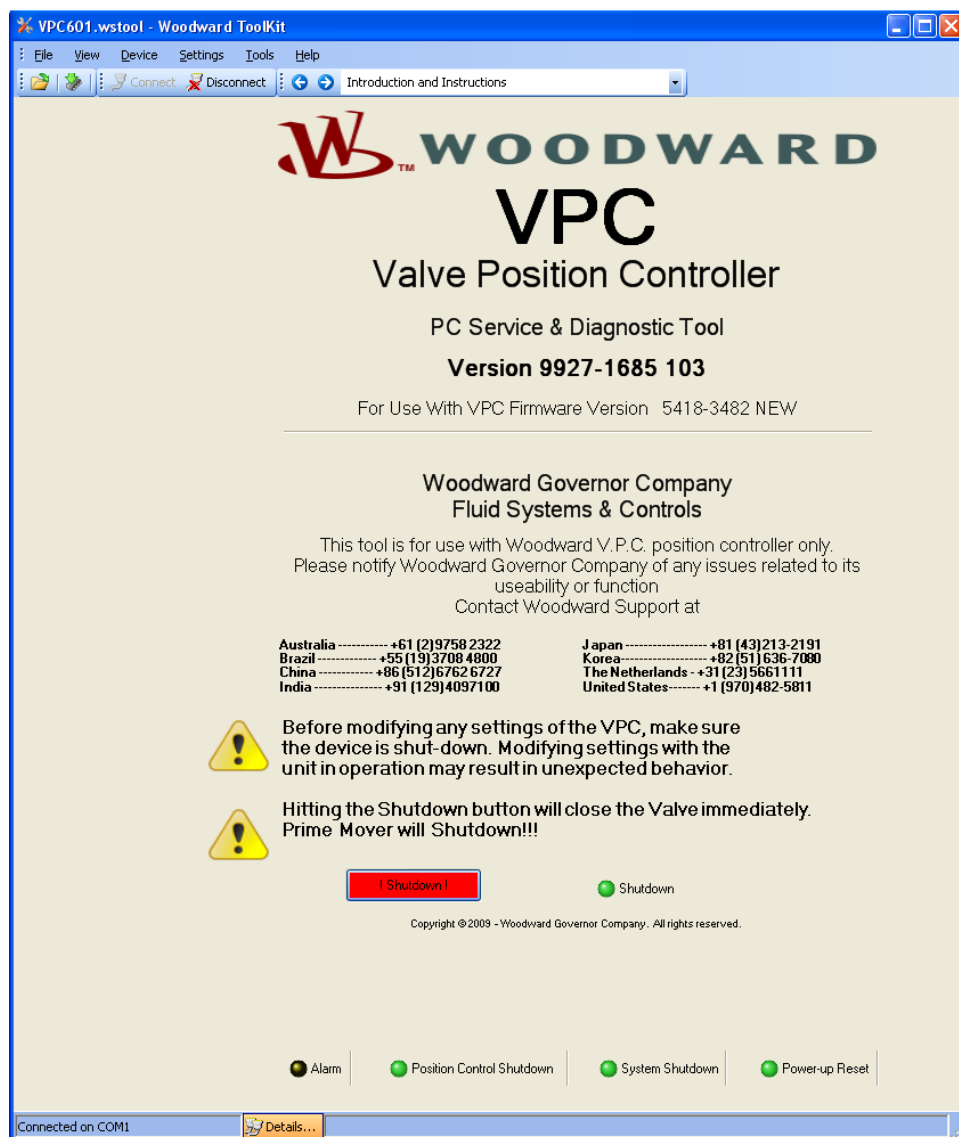 VPC601.wstool - Woodward ToolKit
File View Device Settings Tools Help
Connect Disconnect Introduction and Instructions
WOODWARD
TM
VPC
Valve Position Controller
PC Service & Diagnostic Tool
Version 9927-1685 103
For Use With VPC Firmware Version 5418-3482 NEW
Woodward Governor Company
Fluid Systems & Controls
This tool is for use with Woodward V.P.C. position controller only.
Please notify Woodward Governor Company of any issues related to its
useability or function
Contact Woodward Support at
Australia ----------- +61 (2)9758 2322
Brazil ------------- +55 (19)3708 4800
China ------------ +86 (512)6762 6727
India --------------- +91 (129)4097100
Japan ------------------ +81 (43)213-2191
Korea------------------- +82 (51) 636-7080
The Netherlands - +31 (23) 5661111
United States------- +1 (970)482-5811
Before modifying any settings of the VPC, make sure
the device is shut-down. Modifying settings with the
unit in operation may result in unexpected behavior.
Hitting the Shutdown button will close the Valve immediately.
Prime Mover will Shutdown!!!
! Shutdown ! Shutdown
Copyright © 2009 - Woodward Governor Company. All rights reserved.
Alarm Position Control Shutdown System Shutdown Power-up Reset
Connected on COM1 Details...